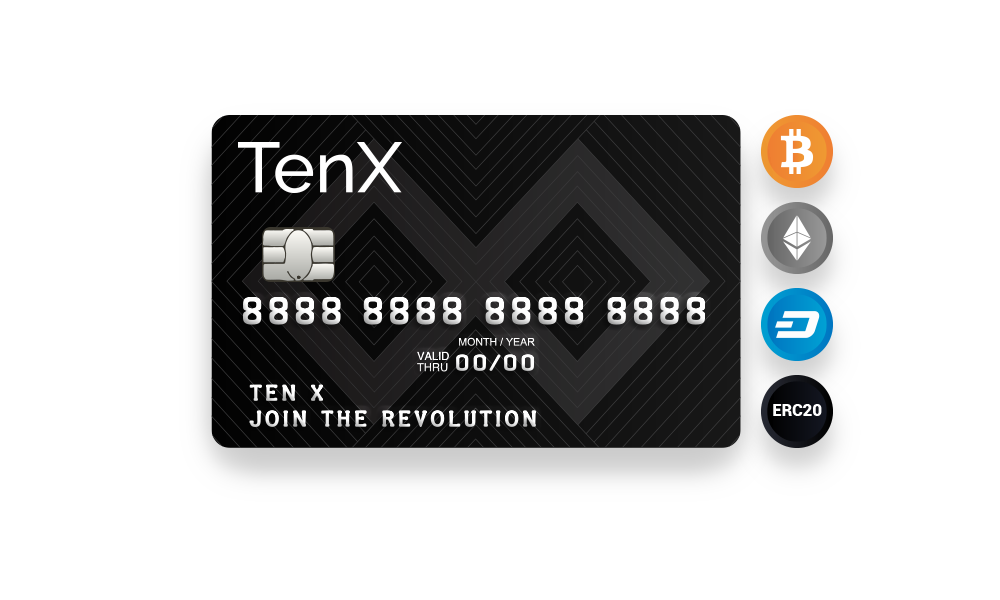 TenX
8888 8888 8888 8888
MONTH / YEAR
VALID THRU 00/00
TEN X
JOIN THE REVOLUTION
ERC20